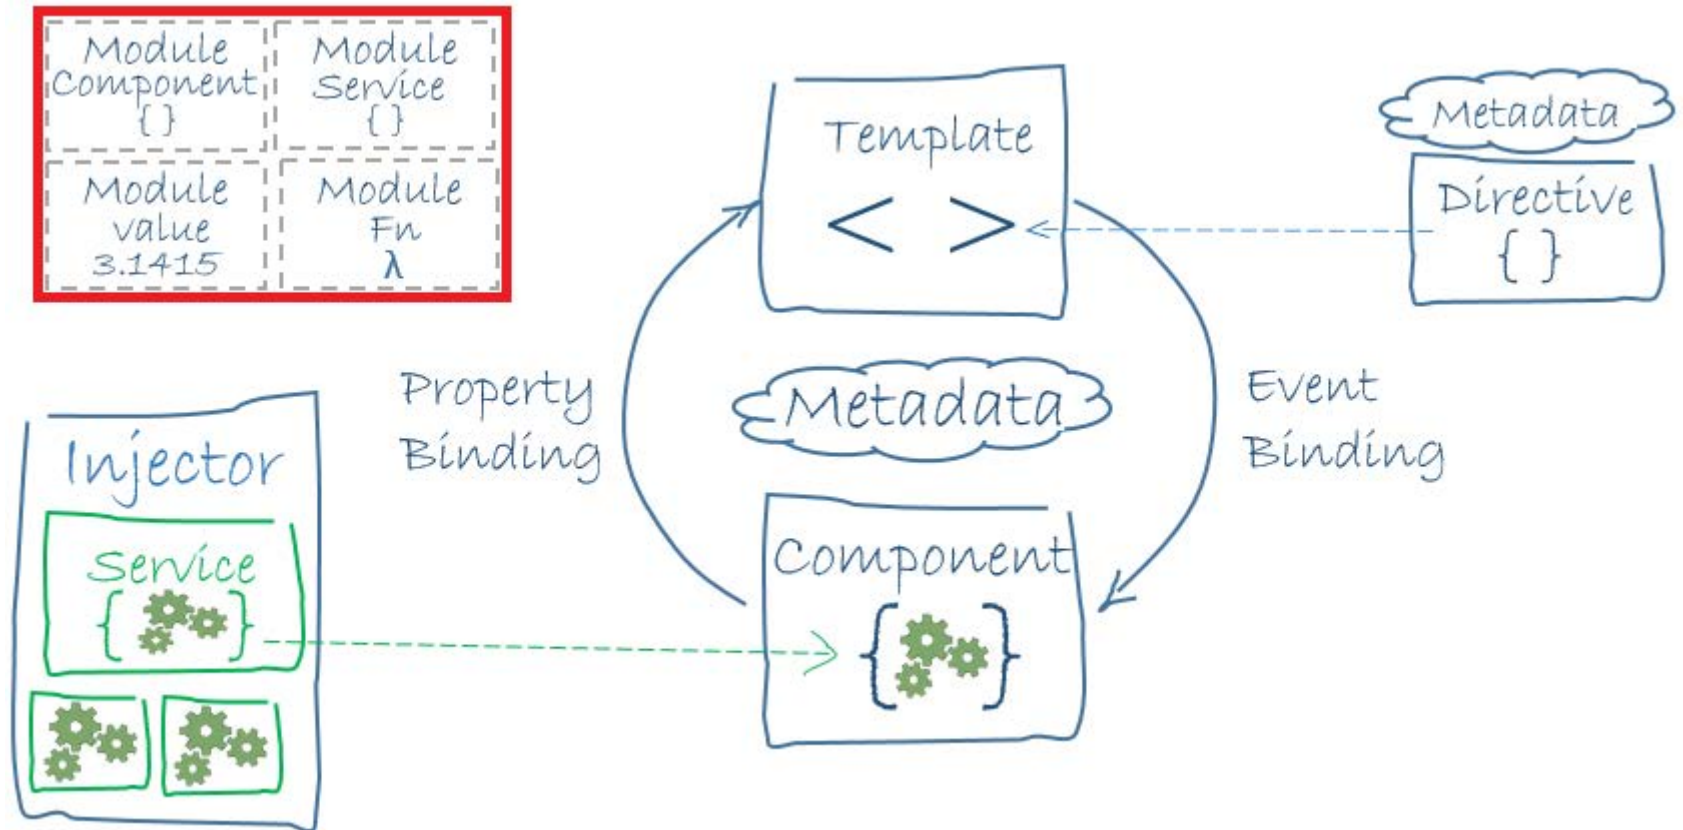 Module
Component
{ }
Module
Service
{ }
Module
value
3.1415
Module
Fn
λ
Template
< >
Metadata
Directive
{ }
Property
Binding
Metadata
Event
Binding
Injector
Service
{ }
Component
{ }